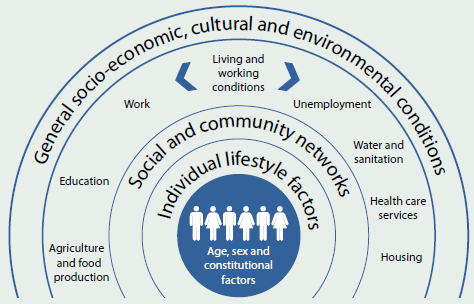 General socio-economic, cultural and environmental conditions
Living and
working
conditions
Work
Unemployment
Social and community networks
Water and
sanitation
Individual lifestyle factors
Education
Health care
services
Agriculture
and food
production
Housing
Age, sex and
constitutional
factors